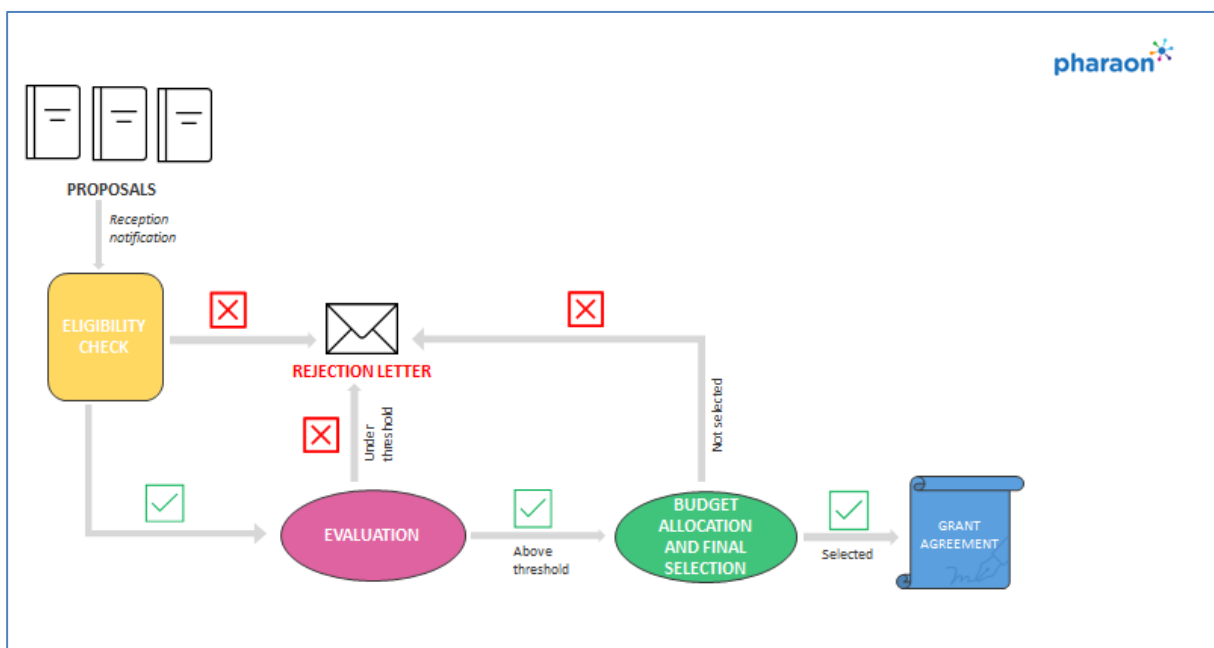 pharaon
PROPOSALS
Reception
notification
ELIGIBILITY
CHECK
REJECTION LETTER
Under
threshold
Not selected
EVALUATION
Above
threshold
BUDGET
ALLOCATION
AND FINAL
SELECTION
Selected
GRANT
AGREEMENT